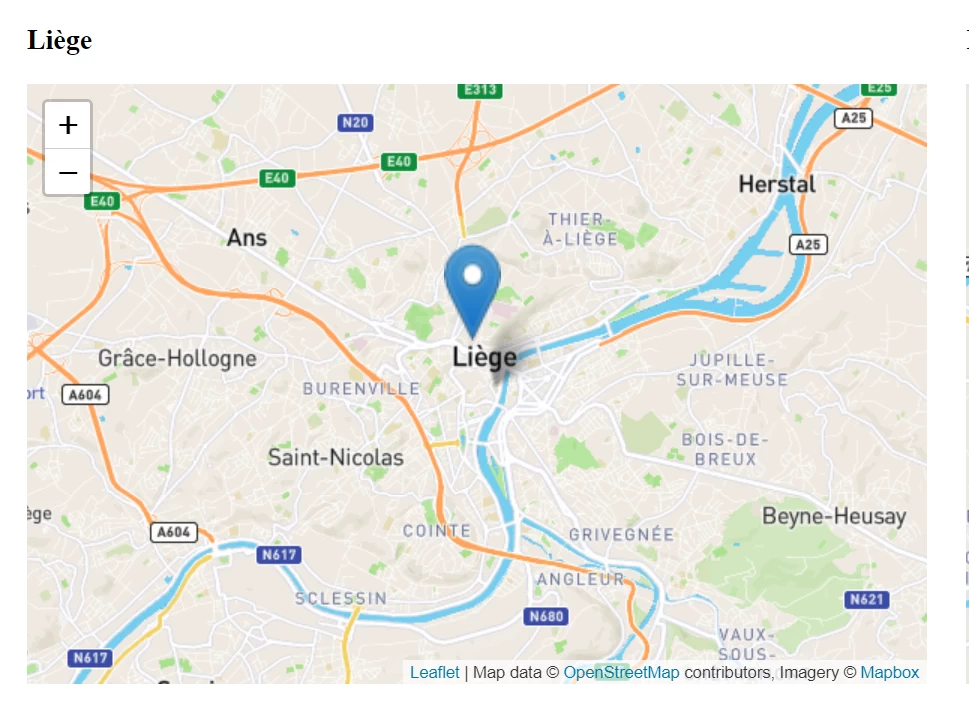 Liège
+
−
E313
E25
A25
N20
E40
E40
E40
Herstal
THIER-
À-LIÈGE
Ans
A25
Liège
Grâce-Hollogne
JUPILLE-
SUR-MEUSE
BURENVILLE
A604
BOIS-DE-
BREUX
Saint-Nicolas
Beyne-Heusay
A604
COINTE
GRIVEGNÉE
N617
ANGLEUR
SCLESSIN
N621
N680
VAUX-
SOUS-
N617
Leaflet | Map data © OpenStreetMap contributors, Imagery © Mapbox